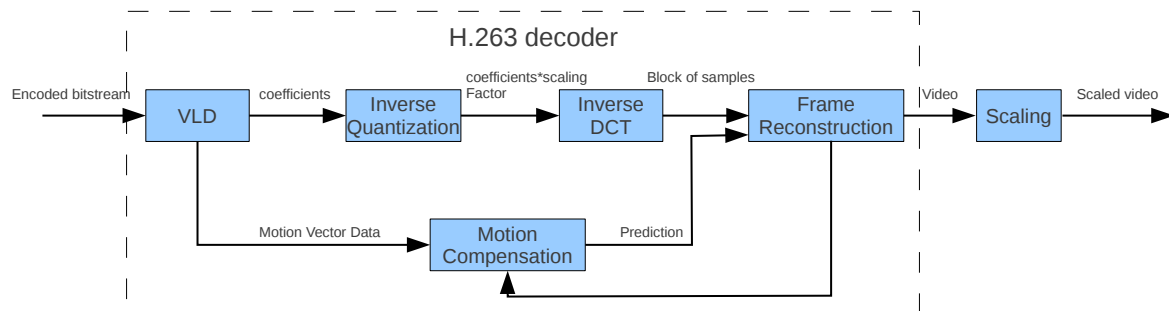 H.263 decoder
Encoded bitstream
VLD
coefficients
Inverse
Quantization
coefficients*scaling
Factor
Inverse
DCT
Block of samples
Frame
Reconstruction
Video
Scaling
Scaled video
Motion Vector Data
Motion
Compensation
Prediction